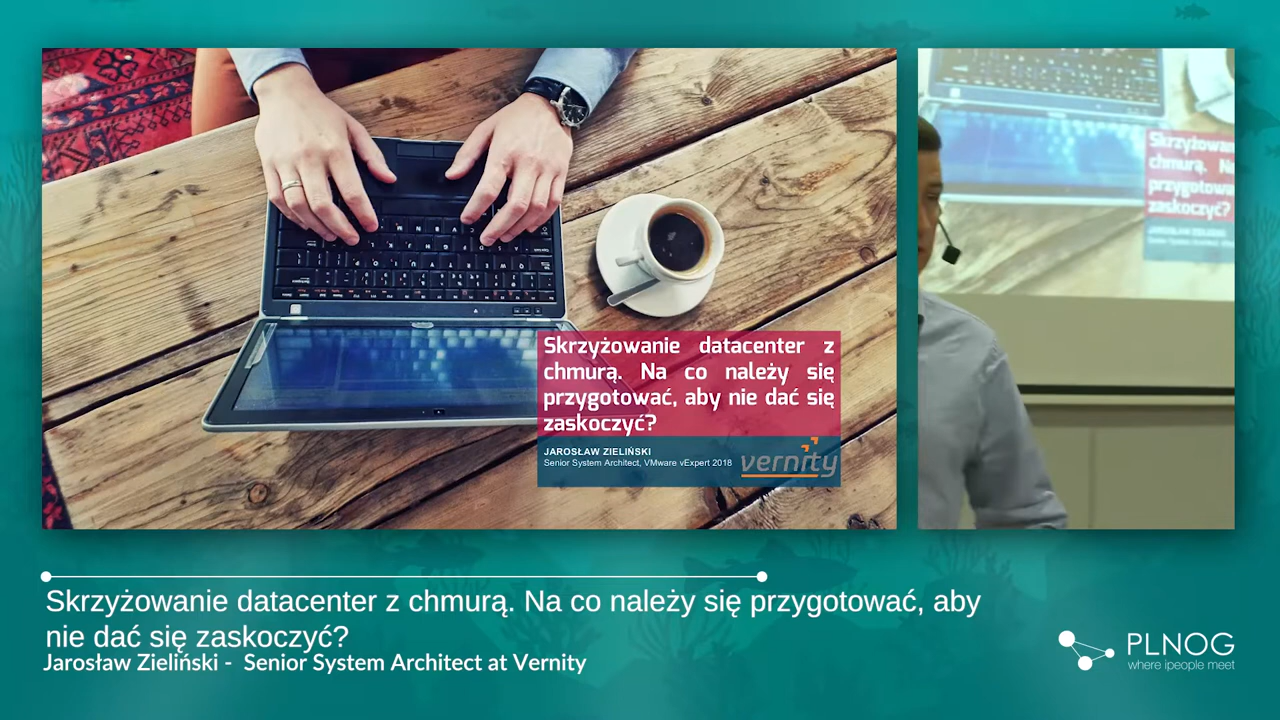 Skrzyżowanie datacenter z
chmurą. Na co należy się
przygotować, aby nie dać się
zaskoczyć?
JAROSŁAW ZIELIŃSKI
Senior System Architect, VMware vExpert 2018
vernity
Skrzyżowan
chmurą. Na
przygotowa
zaskoczyć?
JAROSŁAW ZIELIŃSKI
Skrzyżowanie datacenter z chmurą. Na co należy się przygotować, aby
nie dać się zaskoczyć?
Jarosław Zieliński - Senior System Architect at Vernity
PLNOG
where ipeople meet